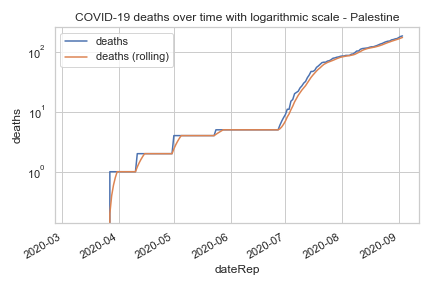 COVID-19 deaths over time with logarithmic scale - Palestine
deaths
deaths (rolling)
10²
10¹
10⁰
deaths
2020-03
2020-04
2020-05
2020-06
2020-07
2020-08
2020-09
dateRep